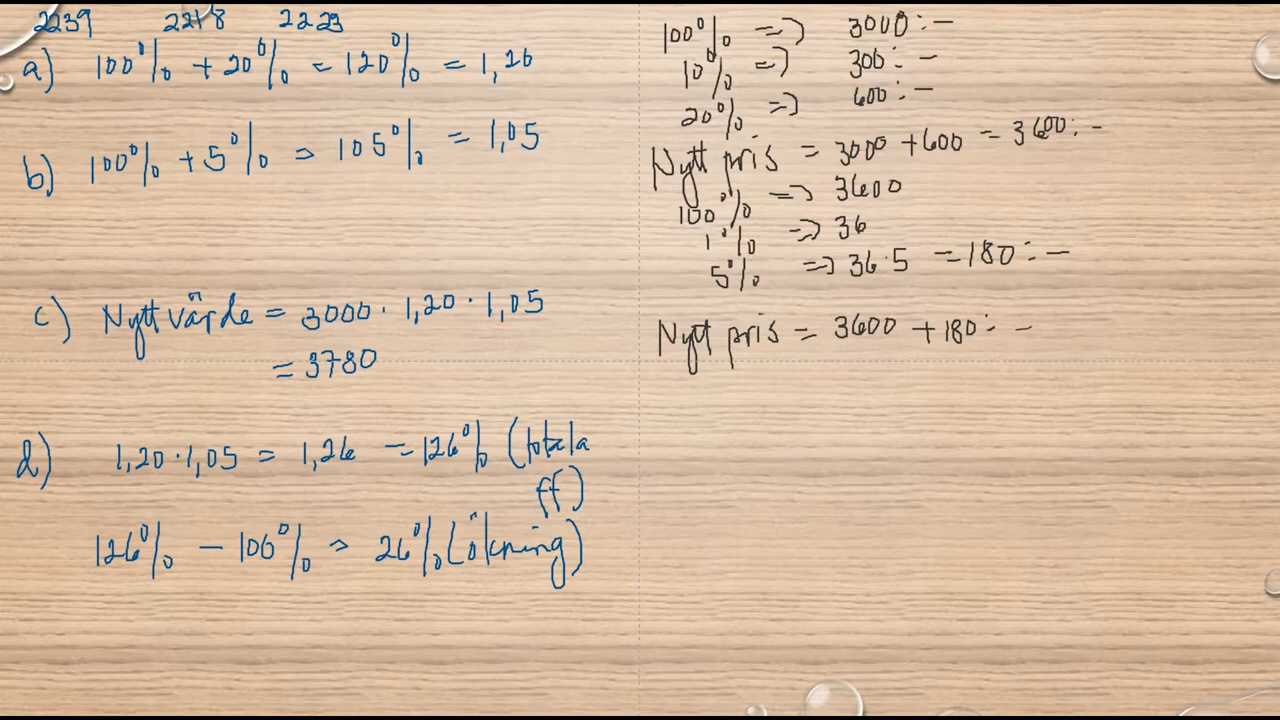 2239 2218 2223
a) 100% + 20% = 120% = 1,20
b) 100% + 5% = 105% = 1,05
c) Nytt värde = 3000 · 1,20 · 1,05
= 3780
d) 1,20 · 1,05 = 1,26 = 126% (totala
ff)
126% - 100% = 26% (ökning)
100% => 3000:-
10% => 300:-
20% => 600:-
Nytt pris = 3000 + 600 = 3600:-
100% => 3600
1% => 36
5% => 36·5 = 180:-
Nytt pris = 3600 + 180:-